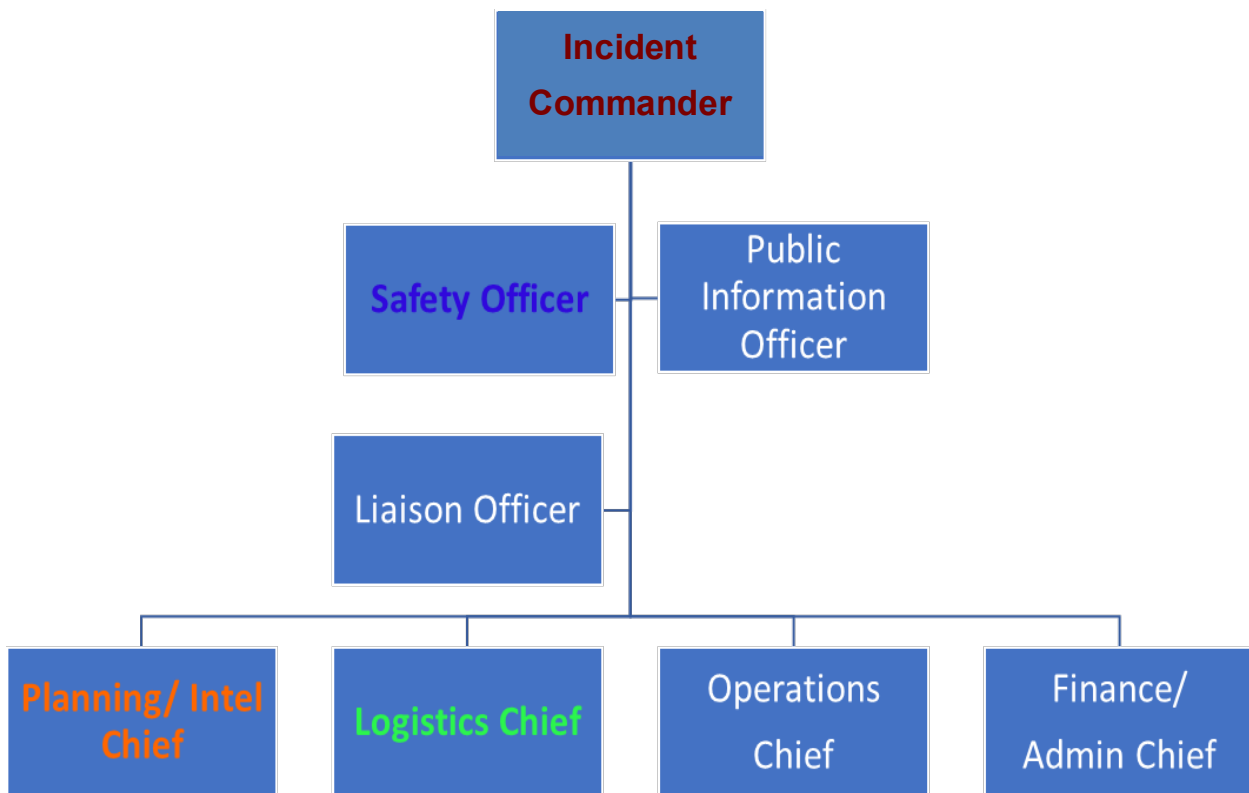 Incident
Commander
Safety Officer
Public
Information
Officer
Liaison Officer
Planning/ Intel
Chief
Logistics Chief
Operations
Chief
Finance/
Admin Chief